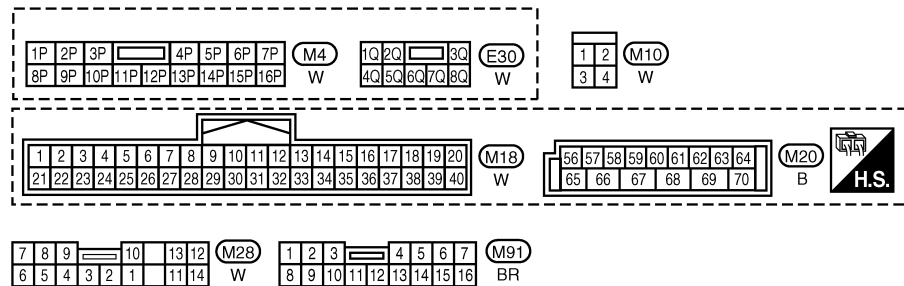 1P 2P 3P 4P 5P 6P 7P M4
8P 9P 10P 11P 12P 13P 14P 15P 16P W
1Q 2Q 3Q E30
4Q 5Q 6Q 7Q 8Q W
1 2 M10
3 4 W
1 2 3 4 5 6 7 8 9 10 11 12 13 14 15 16 17 18 19 20 M18
21 22 23 24 25 26 27 28 29 30 31 32 33 34 35 36 37 38 39 40 W
56 57 58 59 60 61 62 63 64 M20
65 66 67 68 69 70 B
H.S.
7 8 9 10 13 12 M28
6 5 4 3 2 1 11 14 W
1 2 3 4 5 6 7 M91
8 9 10 11 12 13 14 15 16 BR